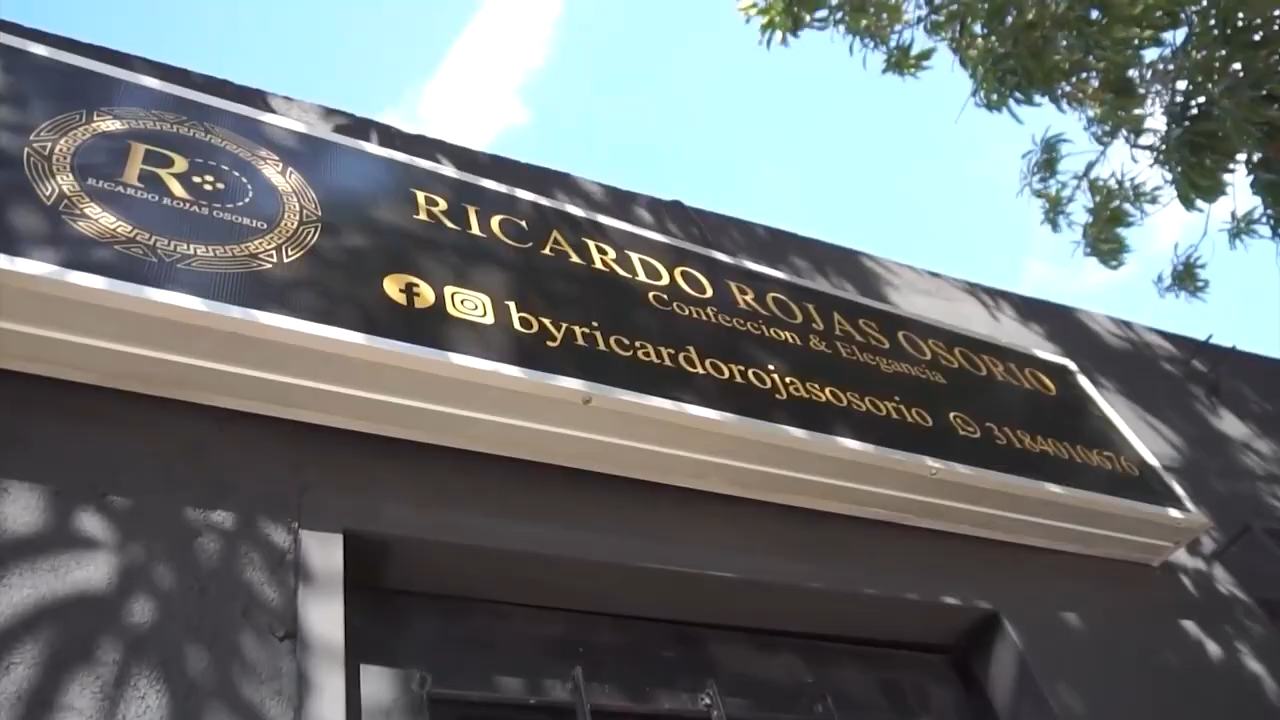 R
RICARDO ROJAS OSORIO
RICARDO ROJAS OSORIO
Confeccion & Elegancia
byricardorojasosorio
3184010676